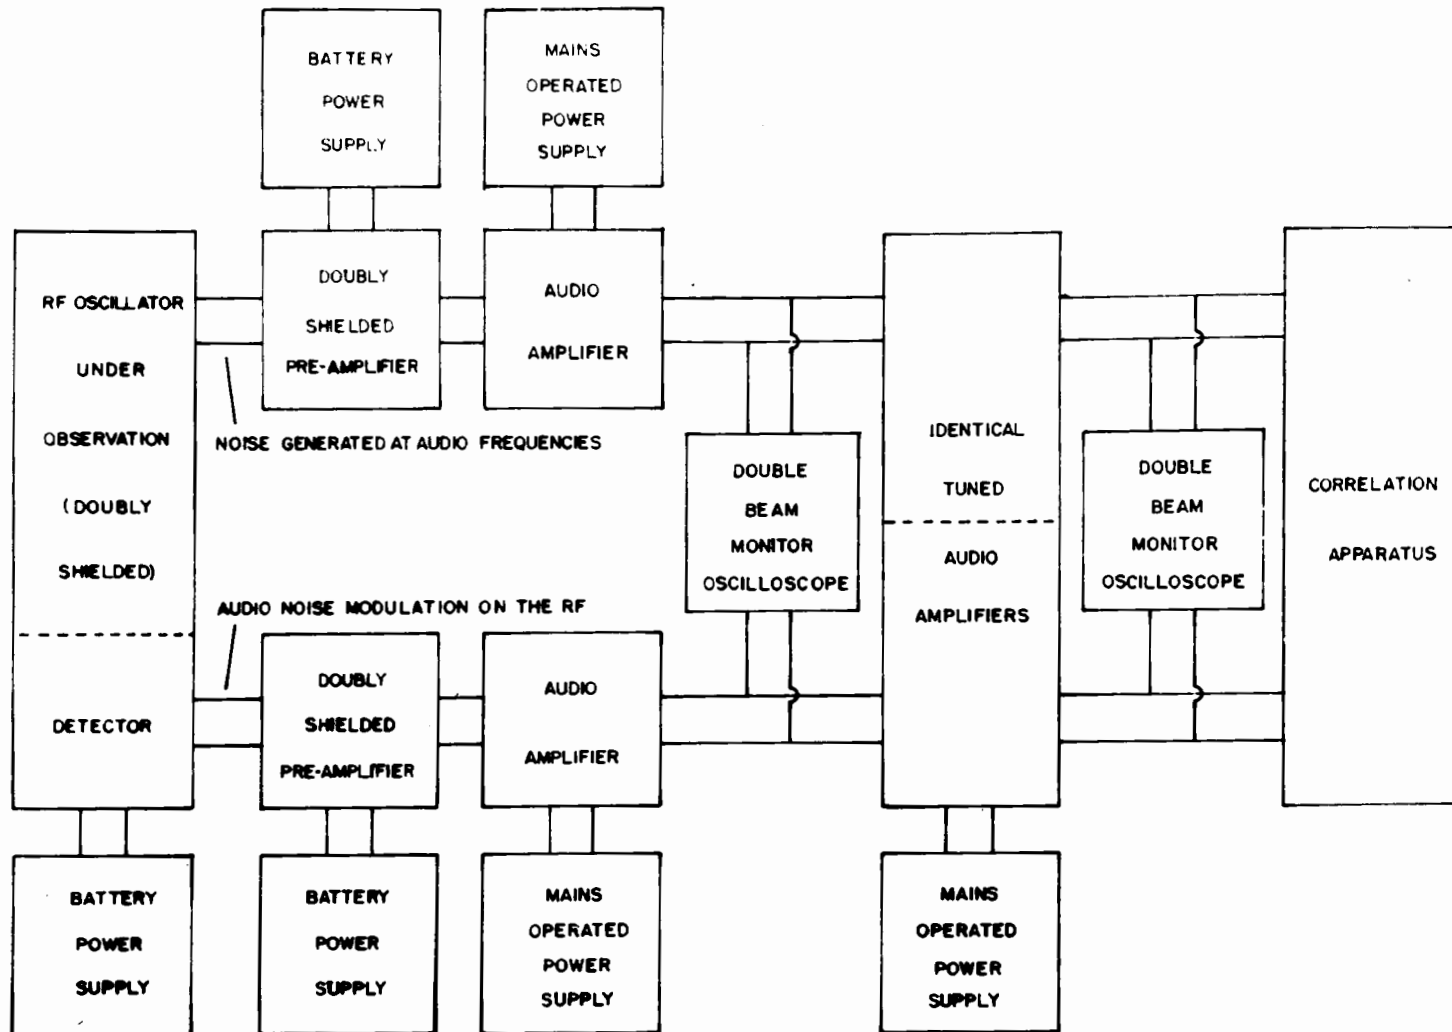 BATTERY
POWER
SUPPLY
MAINS
OPERATED
POWER
SUPPLY
RF OSCILLATOR
UNDER
OBSERVATION
(DOUBLY
SHIELDED)
DETECTOR
DOUBLY
SHIELDED
PRE-AMPLIFIER
AUDIO
AMPLIFIER
NOISE GENERATED AT AUDIO FREQUENCIES
AUDIO NOISE MODULATION ON THE RF
DOUBLY
SHIELDED
PRE-AMPLIFIER
AUDIO
AMPLIFIER
DOUBLE
BEAM
MONITOR
OSCILLOSCOPE
IDENTICAL
TUNED
AUDIO
AMPLIFIERS
DOUBLE
BEAM
MONITOR
OSCILLOSCOPE
CORRELATION
APPARATUS
BATTERY
POWER
SUPPLY
BATTERY
POWER
SUPPLY
MAINS
OPERATED
POWER
SUPPLY
MAINS
OPERATED
POWER
SUPPLY